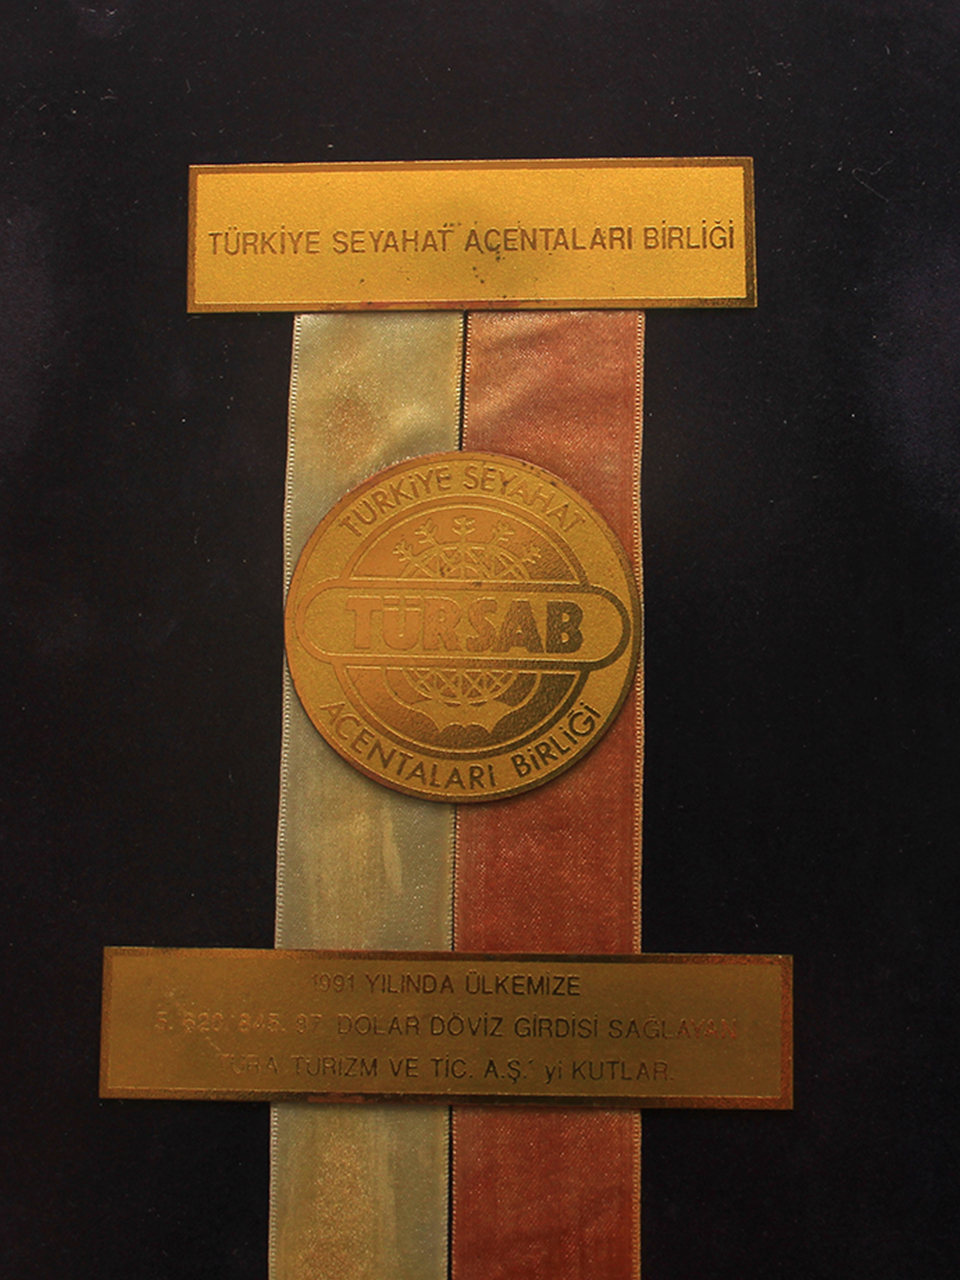 TÜRKİYE SEYAHAT ACENTALARI BİRLİĞİ
TÜRKİYE SEYAHAT
TÜRSAB
ACENTALARI BİRLİĞİ
1991 YILINDA ÜLKEMİZE
DOLAR DÖVİZ GİRDİSİ SAĞLAYAN
TURİZM VE TİC. A.Ş.' yi KUTLAR.